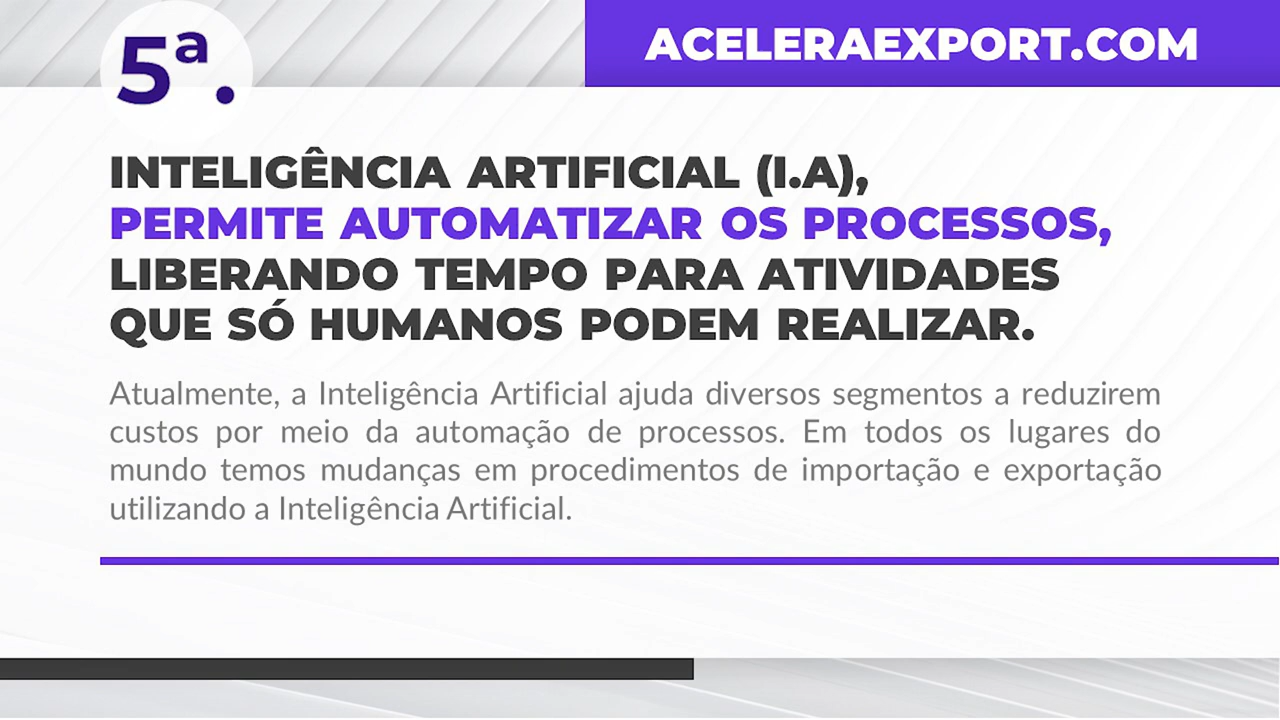 5ª.
ACELERAEXPORT.COM
INTELIGÊNCIA ARTIFICIAL (I.A),
PERMITE AUTOMATIZAR OS PROCESSOS,
LIBERANDO TEMPO PARA ATIVIDADES
QUE SÓ HUMANOS PODEM REALIZAR.
Atualmente, a Inteligência Artificial ajuda diversos segmentos a reduzirem
custos por meio da automação de processos. Em todos os lugares do
mundo temos mudanças em procedimentos de importação e exportação
utilizando a Inteligência Artificial.